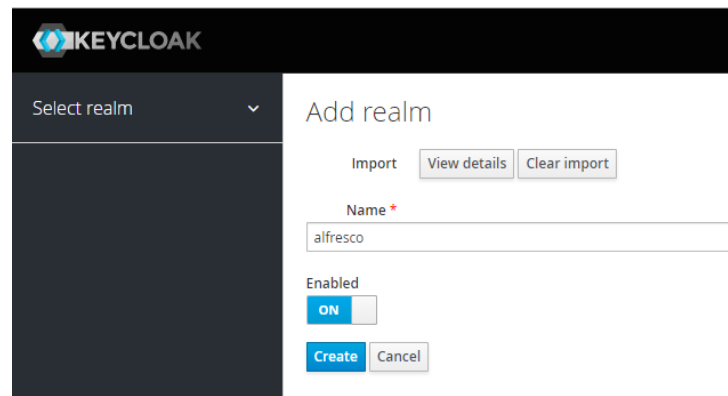 KEYCLOAK
Select realm
Add realm
Import View details Clear import
Name *
alfresco
Enabled
ON
Create Cancel